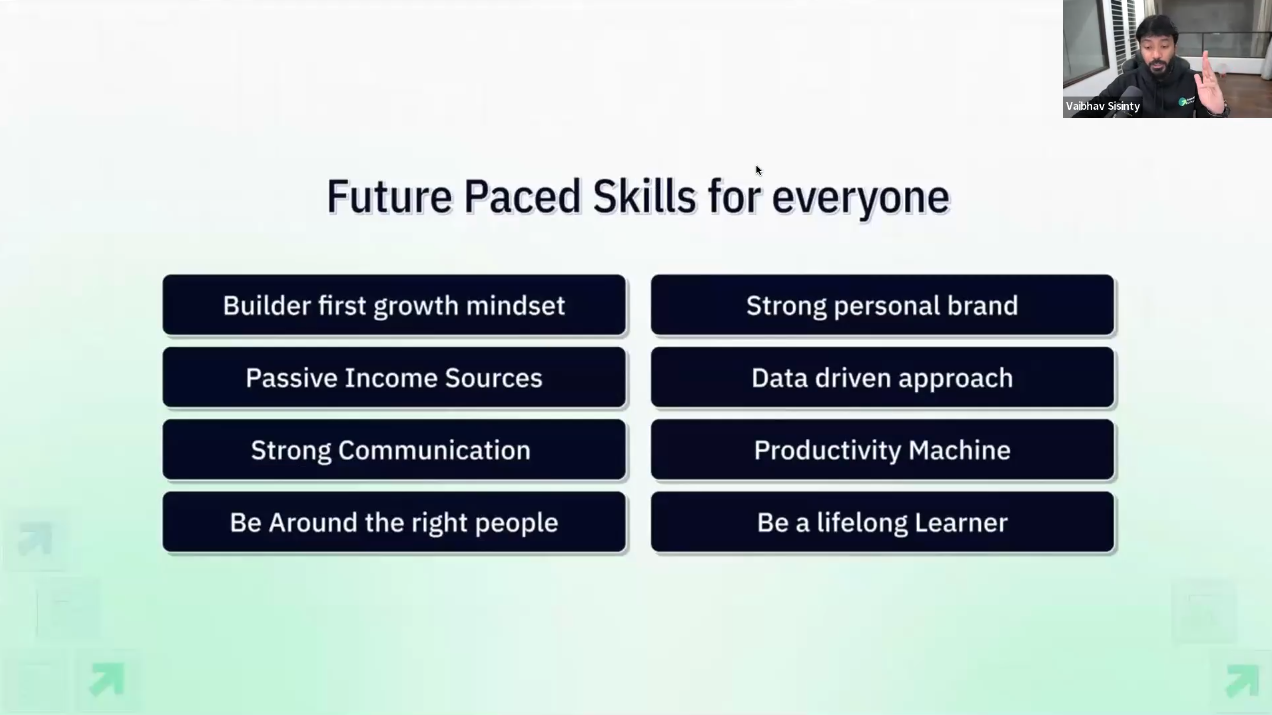 Vaibhav Sisinty
Future Paced Skills for everyone
Builder first growth mindset
Strong personal brand
Passive Income Sources
Data driven approach
Strong Communication
Productivity Machine
Be Around the right people
Be a lifelong Learner